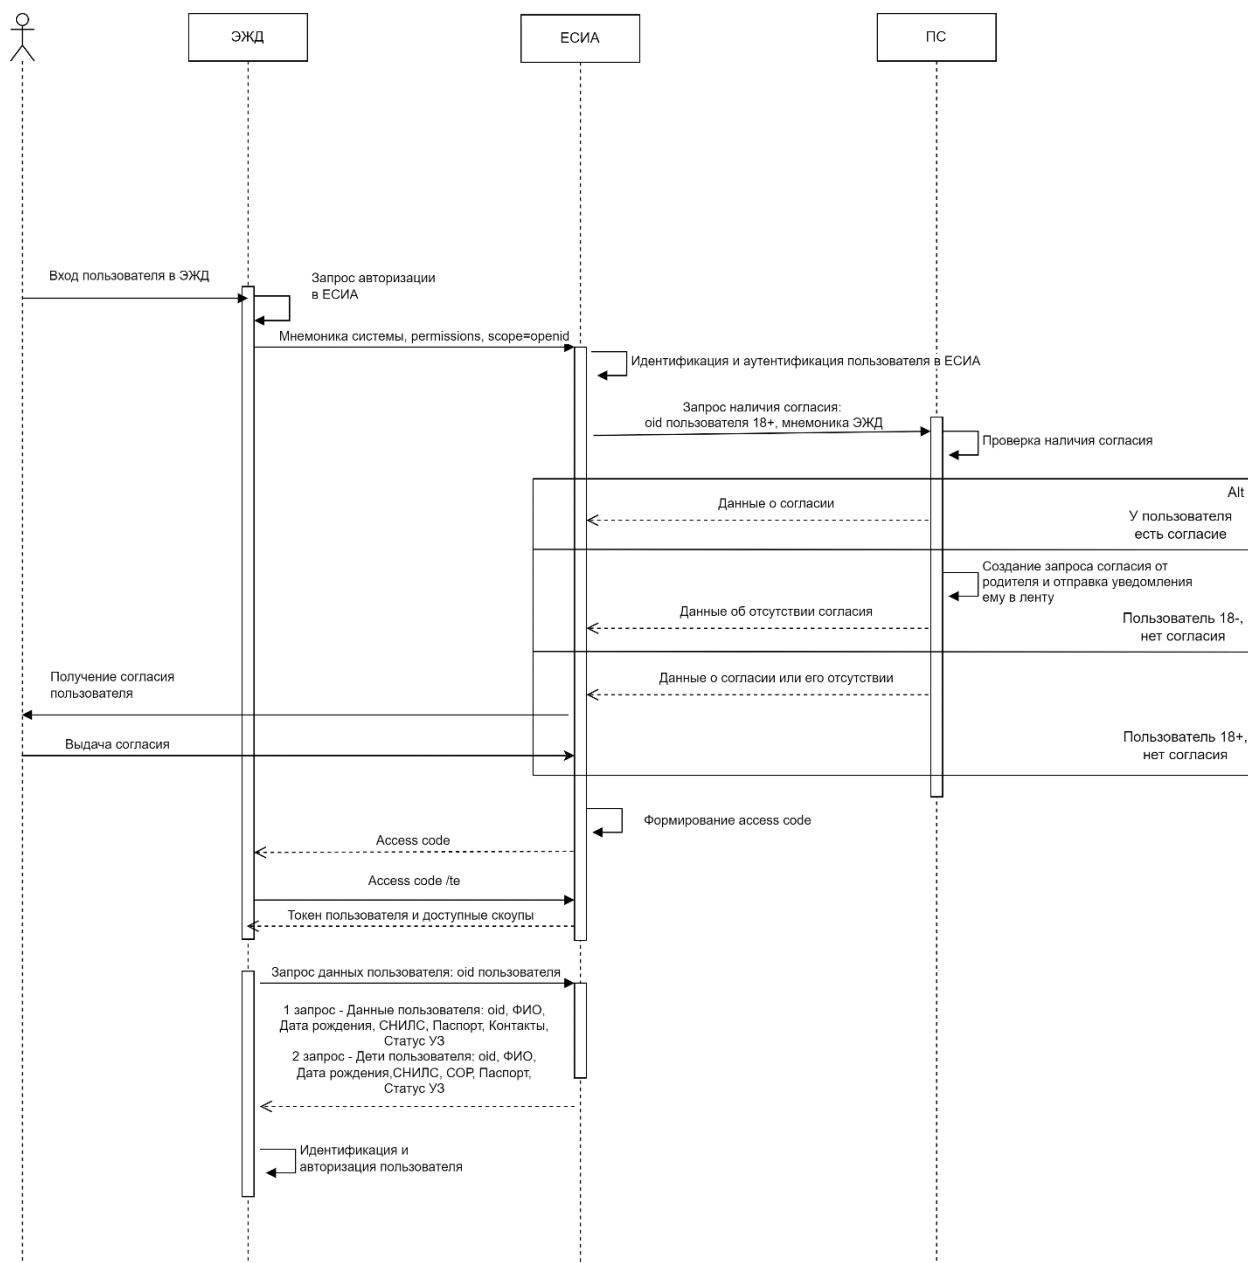 ЭЖД
ЕСИА
ПС
Вход пользователя в ЭЖД
Запрос авторизации
в ЕСИА
Мнемоника системы, permissions, scope=openid
Идентификация и аутентификация пользователя в ЕСИА
Запрос наличия согласия:
oid пользователя 18+, мнемоника ЭЖД
Проверка наличия согласия
Alt
Данные о согласии
У пользователя
есть согласие
Создание запроса согласия от
родителя и отправка уведомления
ему в ленту
Данные об отсутствии согласия
Пользователь 18-,
нет согласия
Получение согласия
пользователя
Данные о согласии или его отсутствии
Выдача согласия
Пользователь 18+,
нет согласия
Формирование access code
Access code
Access code /te
Токен пользователя и доступные скоупы
Запрос данных пользователя: oid пользователя
1 запрос - Данные пользователя: oid, ФИО,
Дата рождения, СНИЛС, Паспорт, Контакты,
Статус УЗ
2 запрос - Дети пользователя: oid, ФИО,
Дата рождения,СНИЛС, СОР, Паспорт,
Статус УЗ
Идентификация и
авторизация пользователя